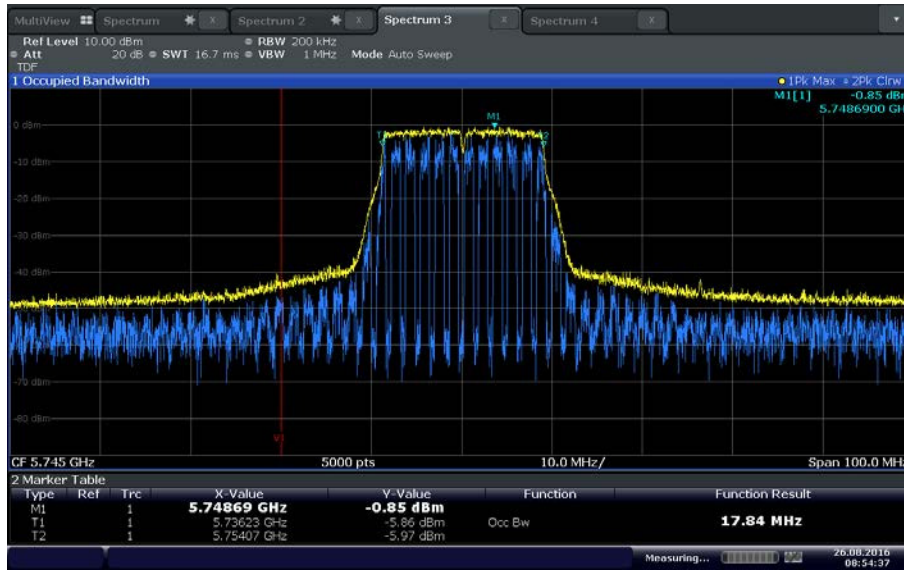 MultiView Spectrum X Spectrum 2 X Spectrum 3 X Spectrum 4 X
Ref Level 10.00 dBm RBW 200 kHz
Att 20 dB SWT 16.7 ms VBW 1 MHz Mode Auto Sweep
TDF
1 Occupied Bandwidth 1Pk Max 2Pk Clrw
M1[1] -0.85 dBm
5.7486900 GH
M1
0 dBm
T1 T2
-10 dBm
-20 dBm
-30 dBm
-40 dBm
-70 dBm
-80 dBm
V1
CF 5.745 GHz 5000 pts 10.0 MHz/ Span 100.0 MHz
2 Marker Table
Type Ref Trc X-Value Y-Value Function Function Result
M1 1 5.74869 GHz -0.85 dBm
T1 1 5.73623 GHz -5.86 dBm Occ Bw 17.84 MHz
T2 1 5.75407 GHz -5.97 dBm
Measuring... 26.08.2016
08:54:37